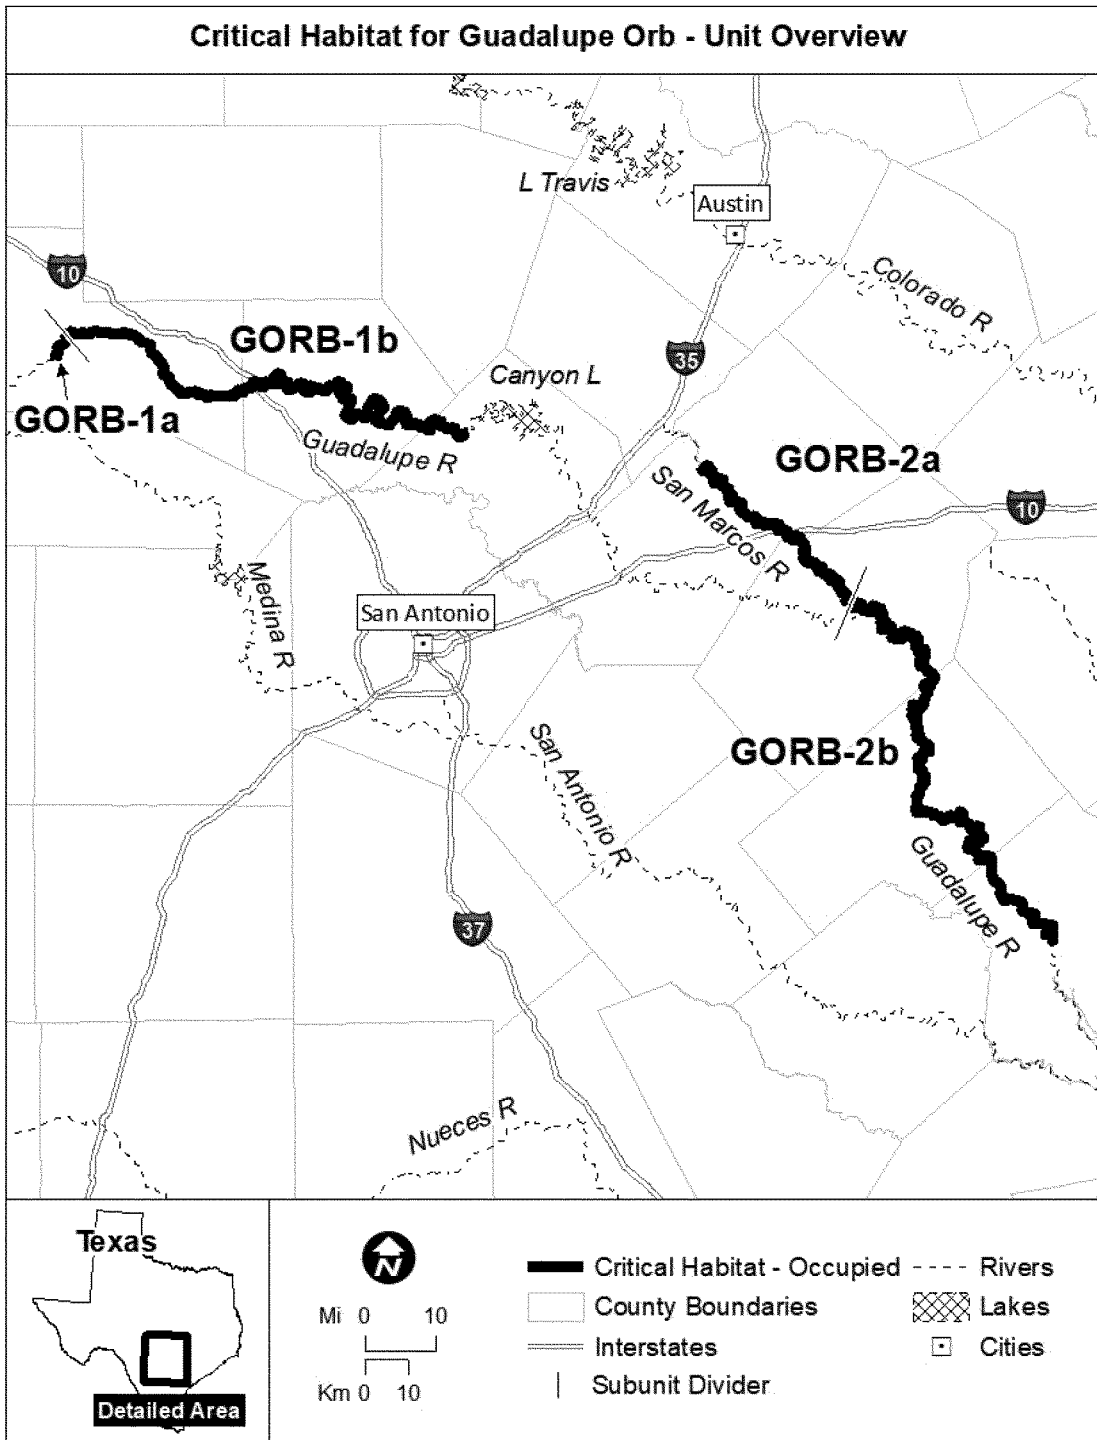 Critical Habitat for Guadalupe Orb - Unit Overview
L Travis
Austin
10
Colorado R
GORB-1b
35
Canyon L
GORB-1a
Guadalupe R
GORB-2a
San Marcos R
10
Medina R
San Antonio
San Antonio R
GORB-2b
Guadalupe R
37
Nueces R
Texas
Detailed Area
N
Mi 0 10
Km 0 10
Critical Habitat - Occupied
County Boundaries
Interstates
Subunit Divider
Rivers
Lakes
Cities